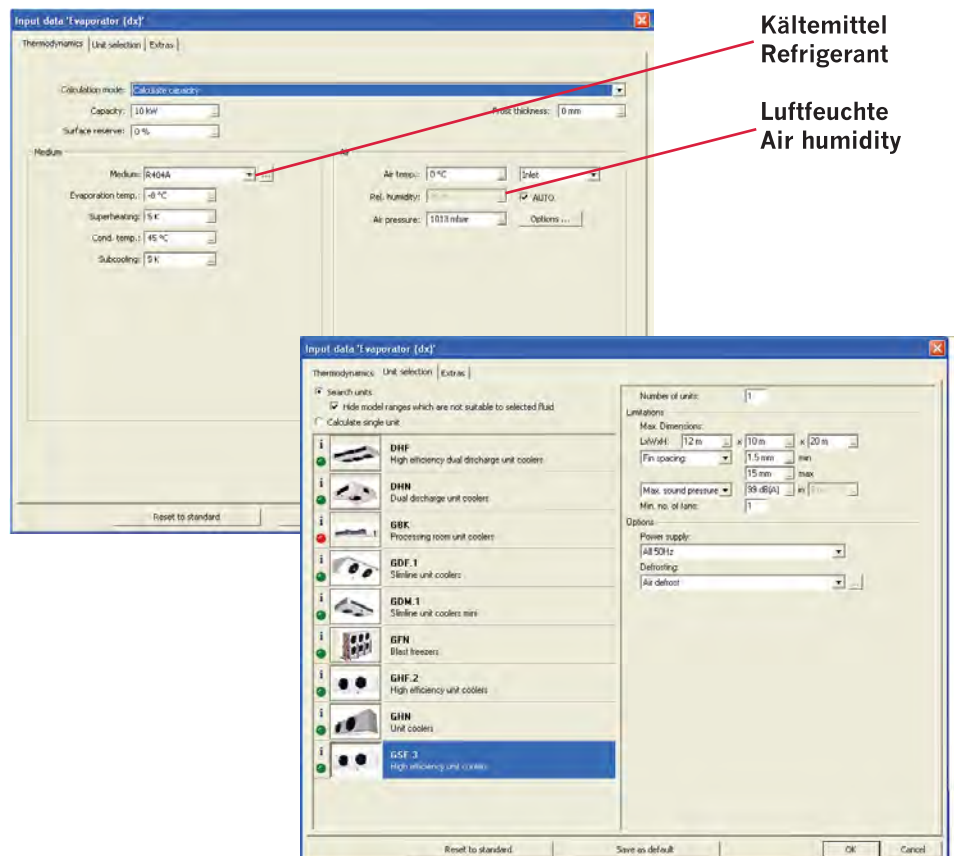 Input data 'Evaporator (dx)'
Thermodynamics Unit selection Extras
Calculation mode: Calculate capacity
Capacity: 10 kW
Frost thickness: 0 mm
Surface reserve: 0 %
Medium
Air
Medium: R404A ...
Evaporation temp.: -8 °C
Superheating: 5 K
Cond. temp.: 45 °C
Subcooling: 5 K
Air temp.: 0 °C Inlet
Rel. humidity: AUTO
Air pressure: 1013 mbar Options ...
Reset to standard
Kältemittel
Refrigerant
Luftfeuchte
Air humidity
Input data 'Evaporator (dx)'
Thermodynamics Unit selection Extras
Search units
Hide model ranges which are not suitable to selected fluid
Calculate single unit
DHF
High efficiency dual discharge unit coolers
DHN
Dual discharge unit coolers
GBK
Processing room unit coolers
GDF.1
Slimline unit coolers
GDM.1
Slimline unit coolers mini
GFN
Blast freezers
GHF.2
High efficiency unit coolers
GHN
Unit coolers
GSF.3
High efficiency unit coolers
Number of units: 1
Limitations
Max. Dimensions:
LxWxH: 12 m x 10 m x 20 m
Fin spacing 1.5 mm min
15 mm max
Max. sound pressure 99 dB(A) in
Min. no. of fans: 1
Options
Power supply:
All 50Hz
Defrosting:
Air defrost ...
Reset to standard Save as default OK Cancel